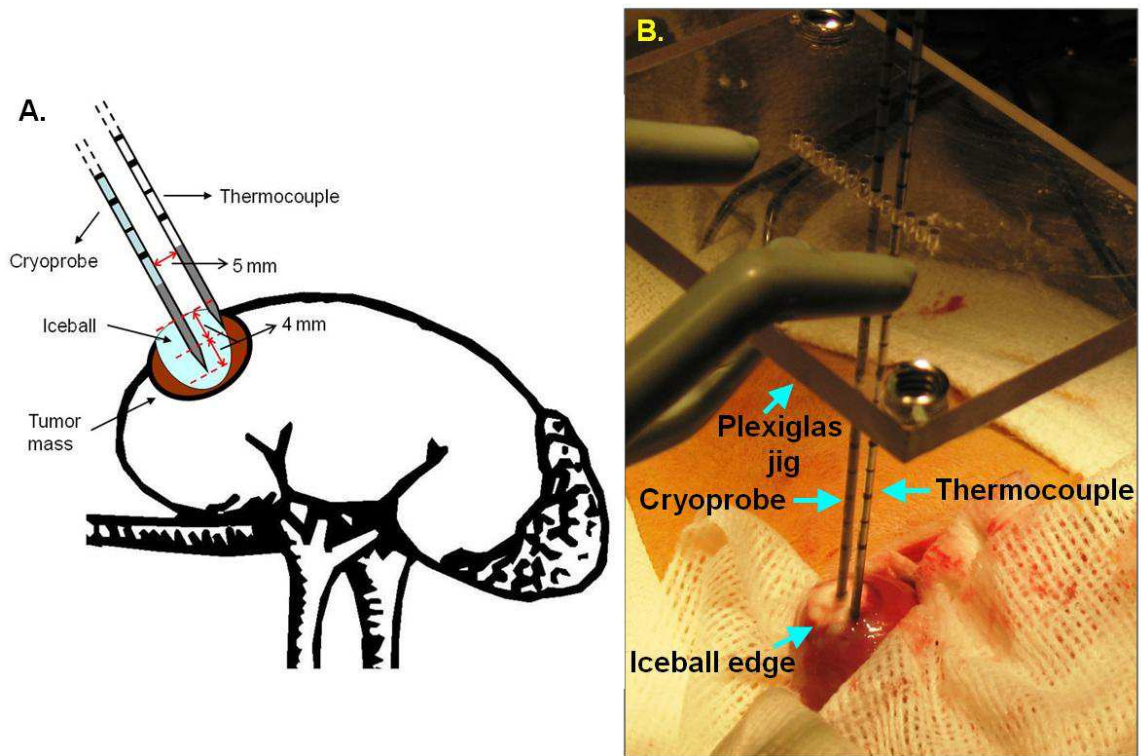 A.
Thermocouple
Cryoprobe
5 mm
Iceball
4 mm
Tumor
mass
B.
Plexiglas
jig
Cryoprobe
Thermocouple
Iceball edge